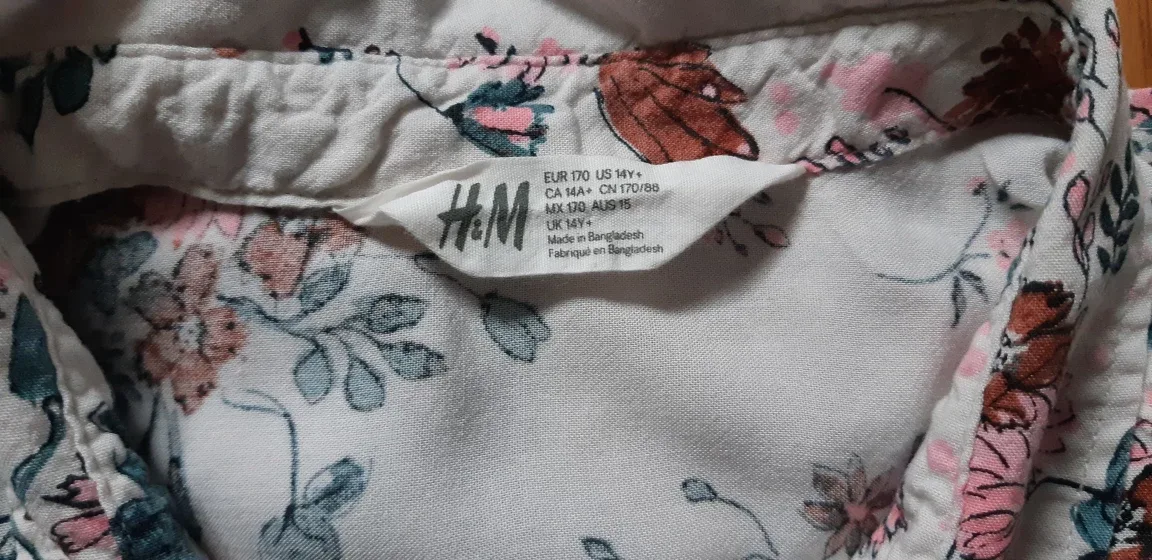 H&M
EUR 170 US 14Y+
CA 14A+ CN 170/88
MX 170 AUS 15
UK 14Y+
Made in Bangladesh
Fabriqué en Bangladesh